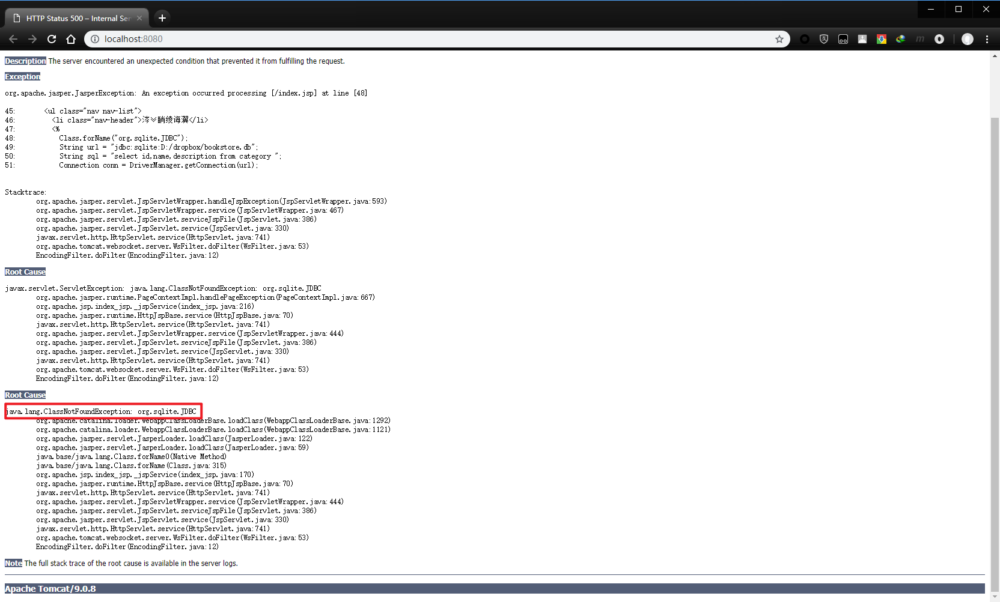 HTTP Status 500 – Internal Ser
localhost:8080
Description The server encountered an unexpected condition that prevented it from fulfilling the request.
Exception
org.apache.jasper.JasperException: An exception occurred processing [/index.jsp] at line [48]
45: <ul class="nav nav-list">
46: <li class="nav-header">涔︾睄绫诲瀷</li>
47: <%
48: Class.forName("org.sqlite.JDBC");
49: String url = "jdbc:sqlite:D:/dropbox/bookstore.db";
50: String sql = "select id,name,description from category ";
51: Connection conn = DriverManager.getConnection(url);
Stacktrace:
org.apache.jasper.servlet.JspServletWrapper.handleJspException(JspServletWrapper.java:593)
org.apache.jasper.servlet.JspServletWrapper.service(JspServletWrapper.java:467)
org.apache.jasper.servlet.JspServlet.serviceJspFile(JspServlet.java:386)
org.apache.jasper.servlet.JspServlet.service(JspServlet.java:330)
javax.servlet.http.HttpServlet.service(HttpServlet.java:741)
org.apache.tomcat.websocket.server.WsFilter.doFilter(WsFilter.java:53)
EncodingFilter.doFilter(EncodingFilter.java:12)
Root Cause
javax.servlet.ServletException: java.lang.ClassNotFoundException: org.sqlite.JDBC
org.apache.jasper.runtime.PageContextImpl.handlePageException(PageContextImpl.java:667)
org.apache.jsp.index_jsp._jspService(index_jsp.java:216)
org.apache.jasper.runtime.HttpJspBase.service(HttpJspBase.java:70)
javax.servlet.http.HttpServlet.service(HttpServlet.java:741)
org.apache.jasper.servlet.JspServletWrapper.service(JspServletWrapper.java:444)
org.apache.jasper.servlet.JspServlet.serviceJspFile(JspServlet.java:386)
org.apache.jasper.servlet.JspServlet.service(JspServlet.java:330)
javax.servlet.http.HttpServlet.service(HttpServlet.java:741)
org.apache.tomcat.websocket.server.WsFilter.doFilter(WsFilter.java:53)
EncodingFilter.doFilter(EncodingFilter.java:12)
Root Cause
java.lang.ClassNotFoundException: org.sqlite.JDBC
org.apache.catalina.loader.WebappClassLoaderBase.loadClass(WebappClassLoaderBase.java:1292)
org.apache.catalina.loader.WebappClassLoaderBase.loadClass(WebappClassLoaderBase.java:1121)
org.apache.jasper.servlet.JasperLoader.loadClass(JasperLoader.java:122)
org.apache.jasper.servlet.JasperLoader.loadClass(JasperLoader.java:59)
java.base/java.lang.Class.forName0(Native Method)
java.base/java.lang.Class.forName(Class.java:315)
org.apache.jsp.index_jsp._jspService(index_jsp.java:170)
org.apache.jasper.runtime.HttpJspBase.service(HttpJspBase.java:70)
javax.servlet.http.HttpServlet.service(HttpServlet.java:741)
org.apache.jasper.servlet.JspServletWrapper.service(JspServletWrapper.java:444)
org.apache.jasper.servlet.JspServlet.serviceJspFile(JspServlet.java:386)
org.apache.jasper.servlet.JspServlet.service(JspServlet.java:330)
javax.servlet.http.HttpServlet.service(HttpServlet.java:741)
org.apache.tomcat.websocket.server.WsFilter.doFilter(WsFilter.java:53)
EncodingFilter.doFilter(EncodingFilter.java:12)
Note The full stack trace of the root cause is available in the server logs.
Apache Tomcat/9.0.8